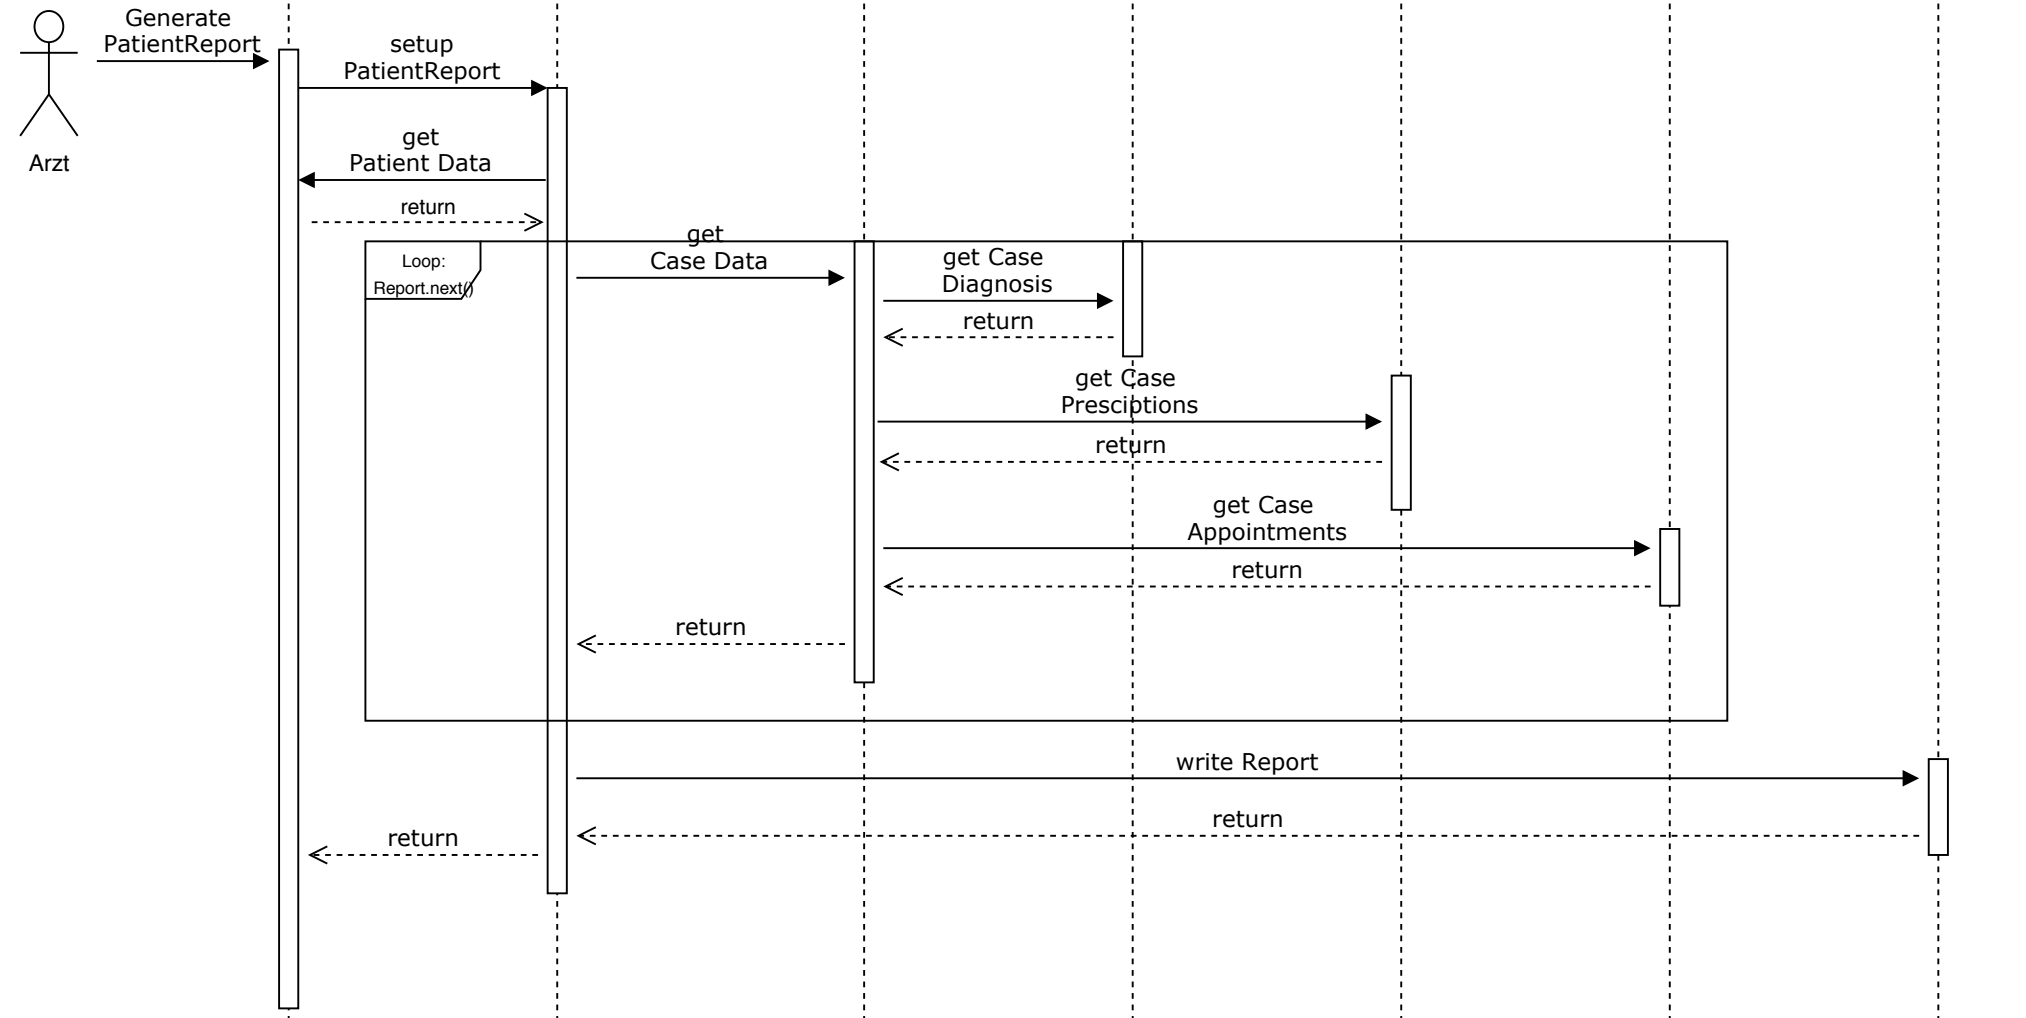 Generate
PatientReport
setup
PatientReport
Arzt
get
Patient Data
return
Loop:
Report.next()
get
Case Data
get Case
Diagnosis
return
get Case
Presciptions
return
get Case
Appointments
return
return
write Report
return
return